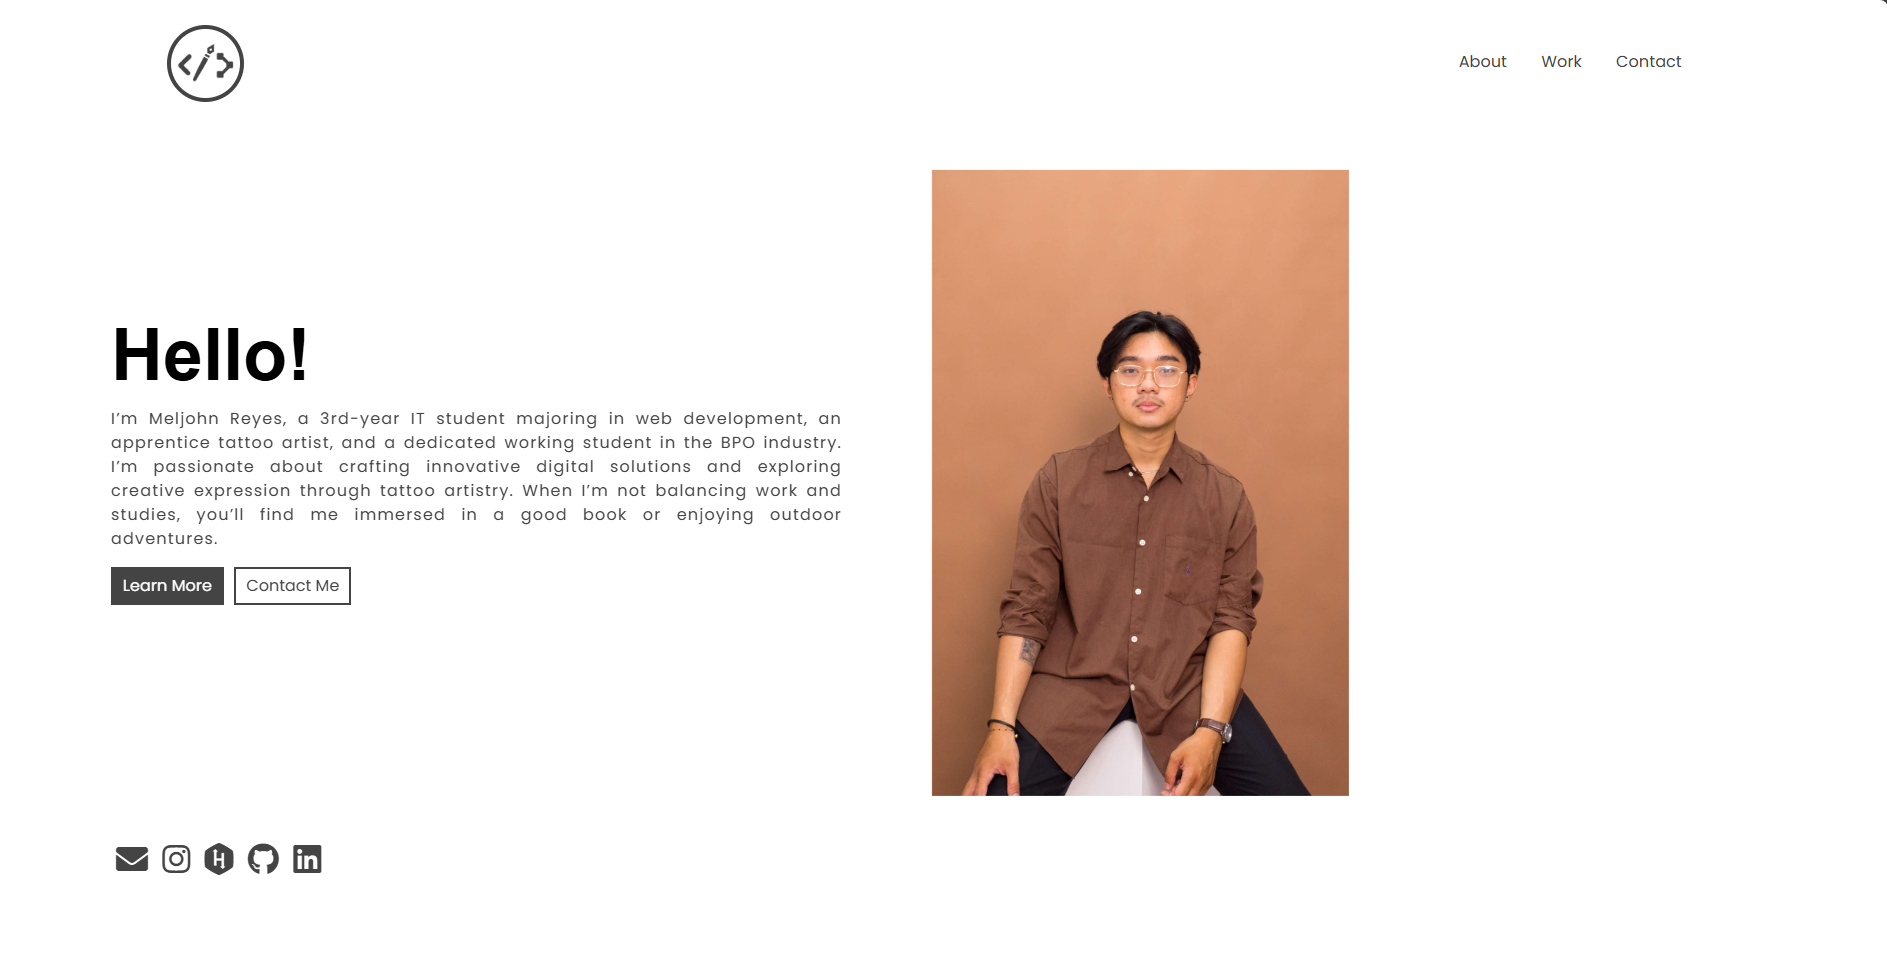 About Work Contact
Hello!
I’m Meljohn Reyes, a 3rd-year IT student majoring in web development, an
apprentice tattoo artist, and a dedicated working student in the BPO industry.
I’m passionate about crafting innovative digital solutions and exploring
creative expression through tattoo artistry. When I’m not balancing work and
studies, you’ll find me immersed in a good book or enjoying outdoor
adventures.
Learn More Contact Me